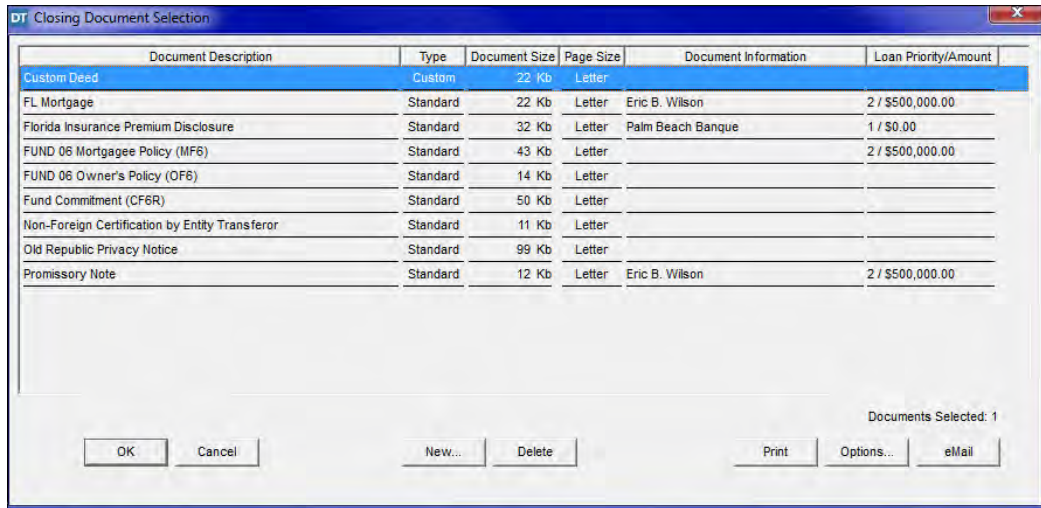 DT Closing Document Selection X
Document Description Type Document Size Page Size Document Information Loan Priority/Amount
Custom Deed Custom 22 Kb Letter
FL Mortgage Standard 22 Kb Letter Eric B. Wilson 2 / $500,000.00
Florida Insurance Premium Disclosure Standard 32 Kb Letter Palm Beach Banque 1 / $0.00
FUND 06 Mortgagee Policy (MF6) Standard 43 Kb Letter 2 / $500,000.00
FUND 06 Owner's Policy (OF6) Standard 14 Kb Letter
Fund Commitment (CF6R) Standard 50 Kb Letter
Non-Foreign Certification by Entity Transferor Standard 11 Kb Letter
Old Republic Privacy Notice Standard 99 Kb Letter
Promissory Note Standard 12 Kb Letter Eric B. Wilson 2 / $500,000.00
Documents Selected: 1
OK Cancel New... Delete Print Options... eMail